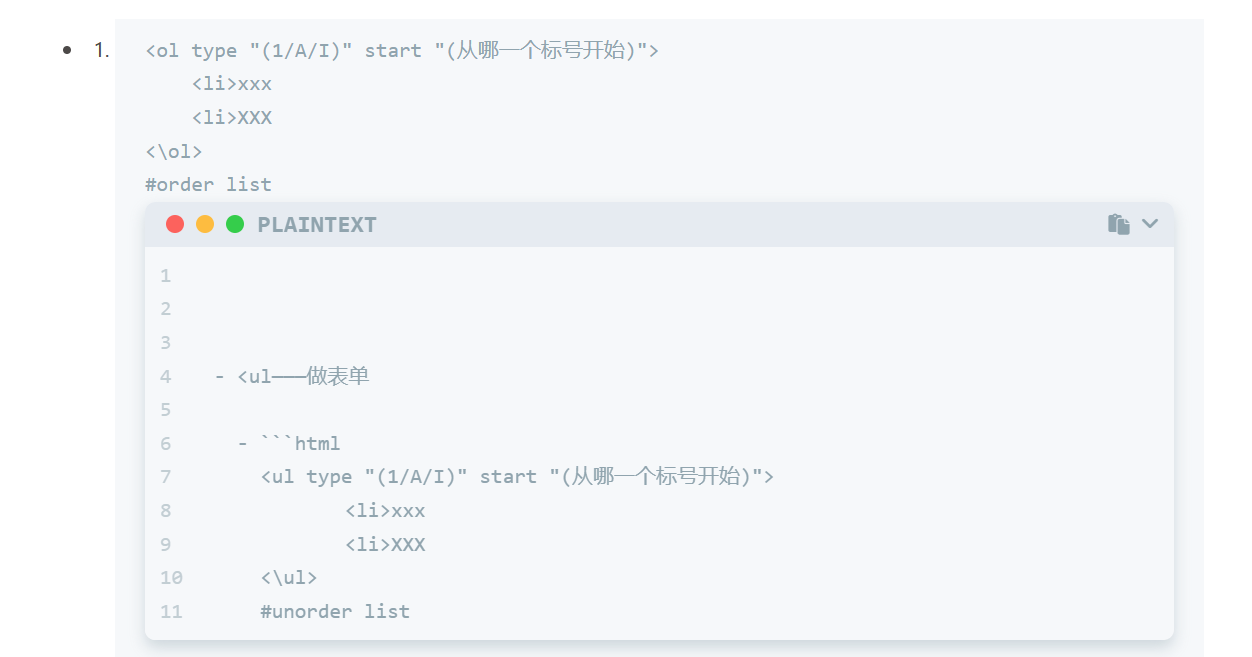 • 1. <ol type "(1/A/I)" start "(从哪一个标号开始)">
<li>xxx
<li>XXX
<\ol>
#order list
PLAINTEXT
1
2
3
4 - <ul———做表单
5
6 - ```html
7 <ul type "(1/A/I)" start "(从哪一个标号开始)">
8 <li>xxx
9 <li>XXX
10 <\ul>
11 #unorder list